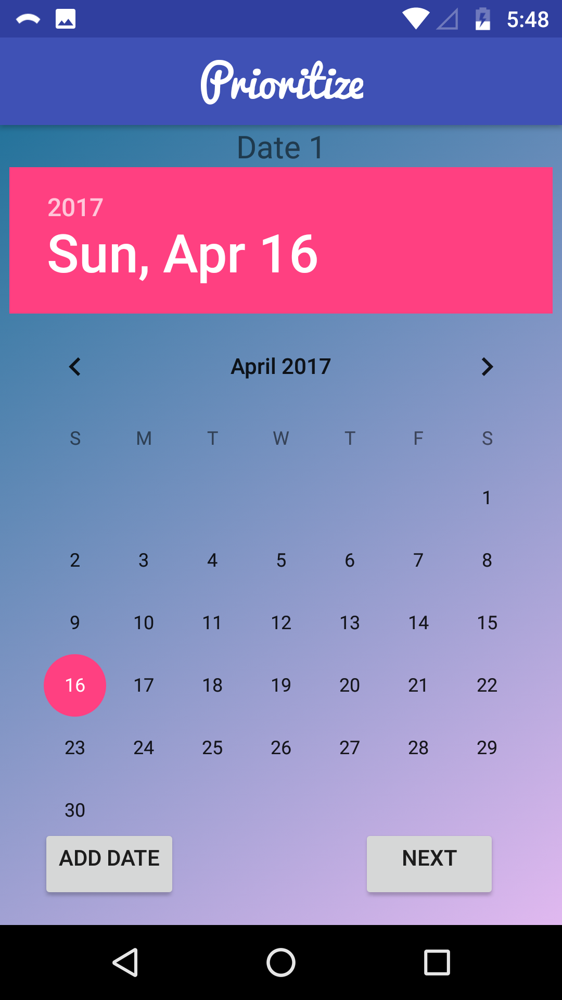 5:48
Prioritize
Date 1
2017
Sun, Apr 16
April 2017
S M T W T F S
1
2 3 4 5 6 7 8
9 10 11 12 13 14 15
16 17 18 19 20 21 22
23 24 25 26 27 28 29
30
ADD DATE NEXT